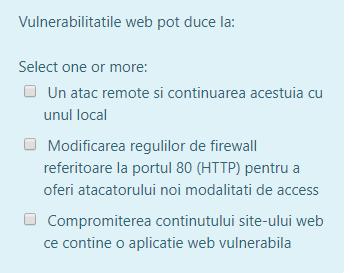 Vulnerabilitatile web pot duce la:
Select one or more:
Un atac remote si continuarea acestuia cu
unul local
Modificarea regulilor de firewall
referitoare la portul 80 (HTTP) pentru a
oferi atacatorului noi modalitati de access
Compromiterea continutului site-ului web
ce contine o aplicatie web vulnerabila